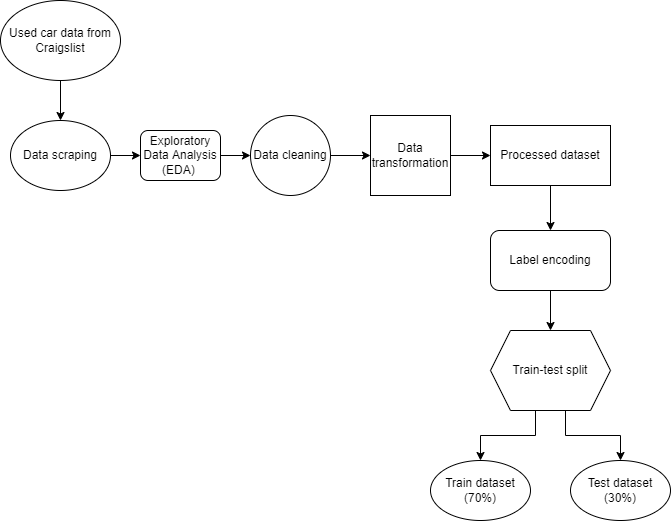 Used car data from
Craigslist
Data scraping
Exploratory
Data Analysis
(EDA)
Data cleaning
Data
transformation
Processed dataset
Label encoding
Train-test split
Train dataset
(70%)
Test dataset
(30%)